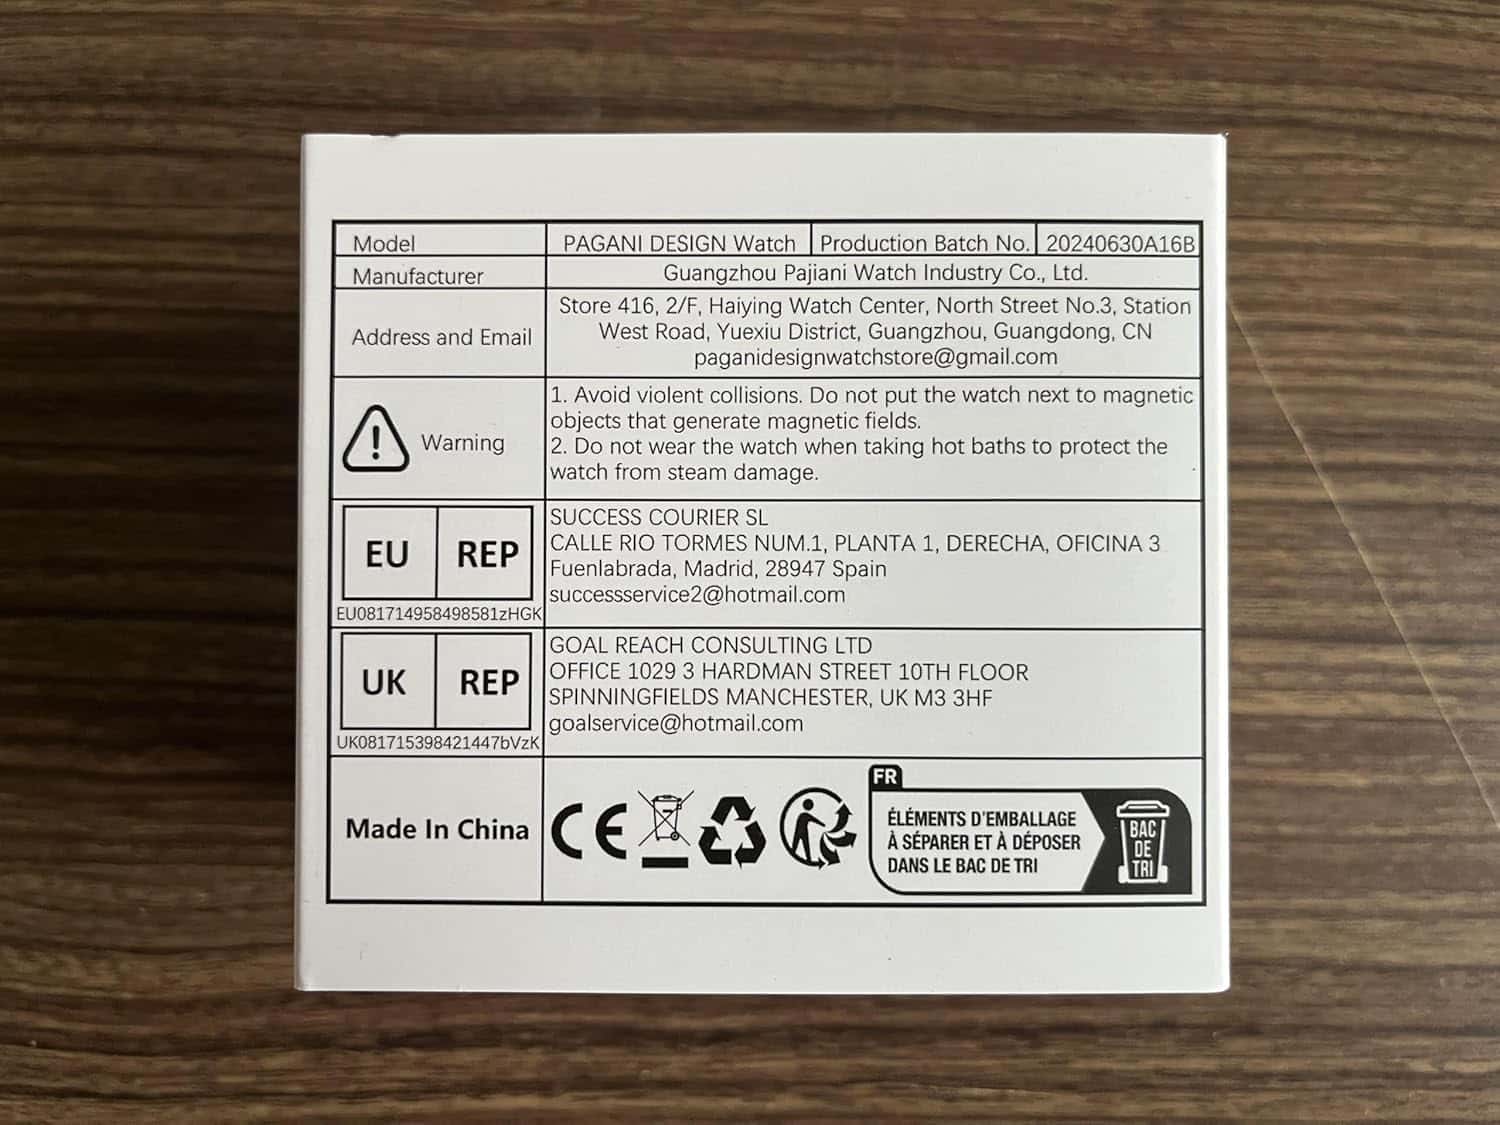 Model PAGANI DESIGN Watch Production Batch No. 20240630A16B
Manufacturer Guangzhou Pajiani Watch Industry Co., Ltd.
Address and Email
Store 416, 2/F, Haiying Watch Center, North Street No.3, Station
West Road, Yuexiu District, Guangzhou, Guangdong, CN
paganidesignwatchstore@gmail.com
Warning
1. Avoid violent collisions. Do not put the watch next to magnetic
objects that generate magnetic fields.
2. Do not wear the watch when taking hot baths to protect the
watch from steam damage.
EU REP
EU081714958498581zHGK
SUCCESS COURIER SL
CALLE RIO TORMES NUM.1, PLANTA 1, DERECHA, OFICINA 3
Fuenlabrada, Madrid, 28947 Spain
successservice2@hotmail.com
UK REP
UK081715398421447bVzK
GOAL REACH CONSULTING LTD
OFFICE 1029 3 HARDMAN STREET 10TH FLOOR
SPINNINGFIELDS MANCHESTER, UK M3 3HF
goalservice@hotmail.com
Made In China
CE
FR
ÉLÉMENTS D'EMBALLAGE
À SÉPARER ET À DÉPOSER
DANS LE BAC DE TRI
BAC
DE
TRI